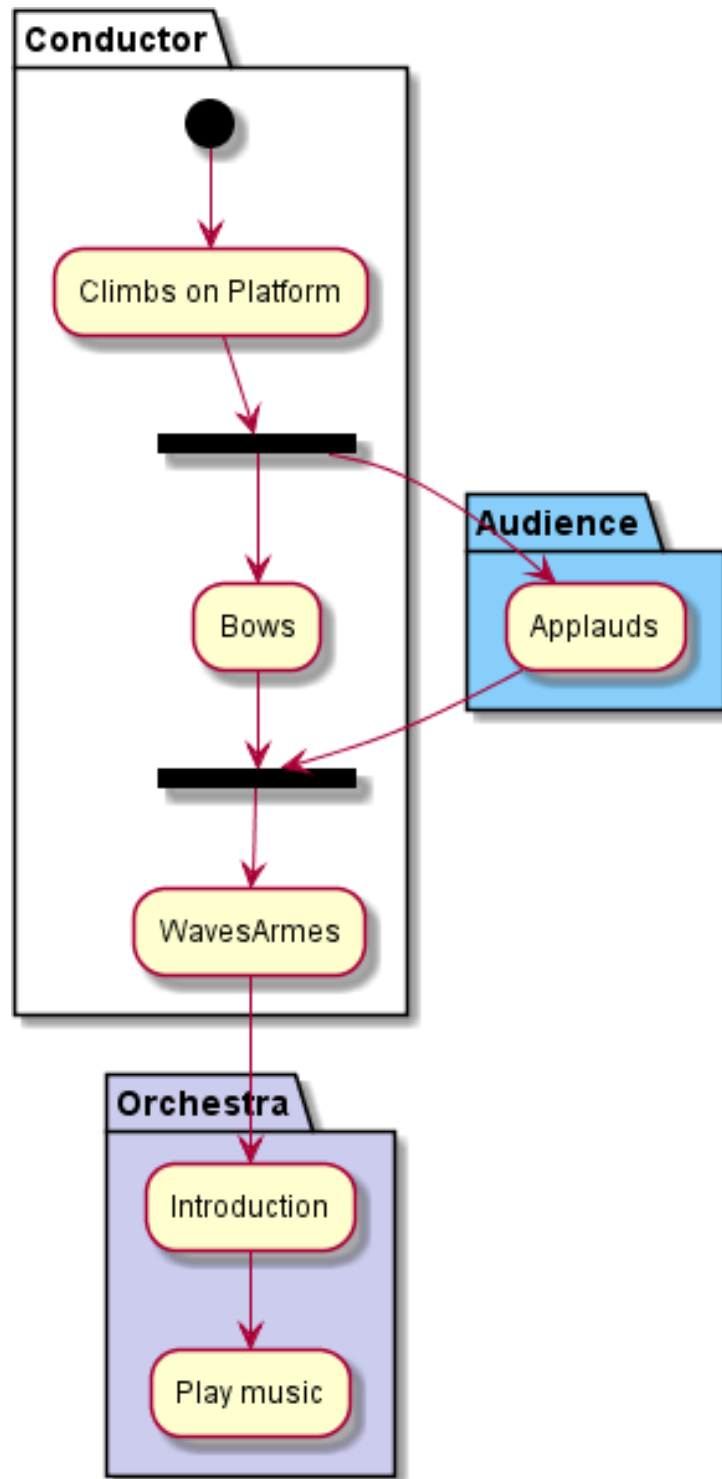 Conductor
Climbs on Platform
Audience
Bows
Applauds
WavesArmes
Orchestra
Introduction
Play music